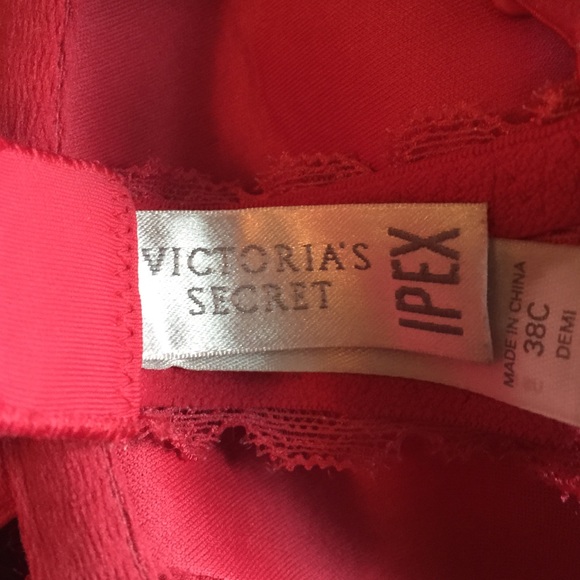 VICTORIA'S
SECRET
IPEX
MADE IN CHINA
38C
DEMI